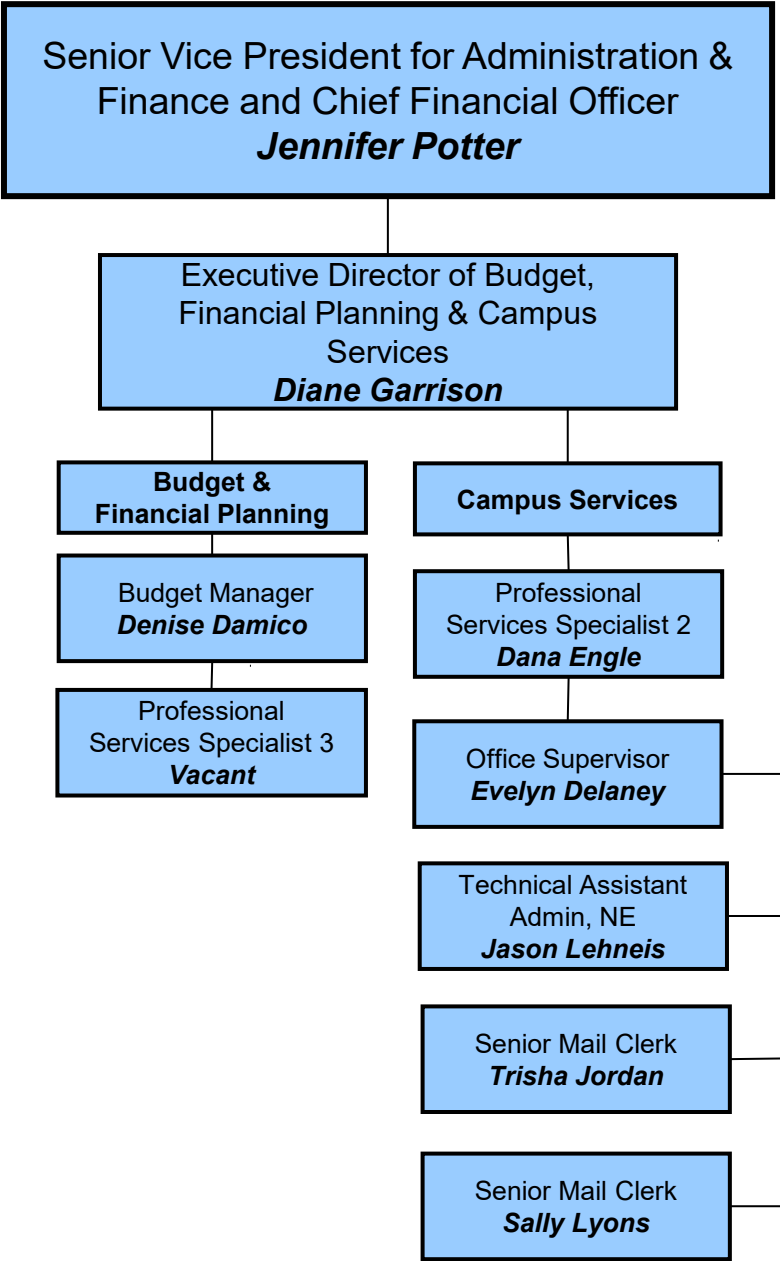 Senior Vice President for Administration &
Finance and Chief Financial Officer
Jennifer Potter
Executive Director of Budget,
Financial Planning & Campus
Services
Diane Garrison
Budget &
Financial Planning
Budget Manager
Denise Damico
Professional
Services Specialist 3
Vacant
Campus Services
Professional
Services Specialist 2
Dana Engle
Office Supervisor
Evelyn Delaney
Technical Assistant
Admin, NE
Jason Lehneis
Senior Mail Clerk
Trisha Jordan
Senior Mail Clerk
Sally Lyons